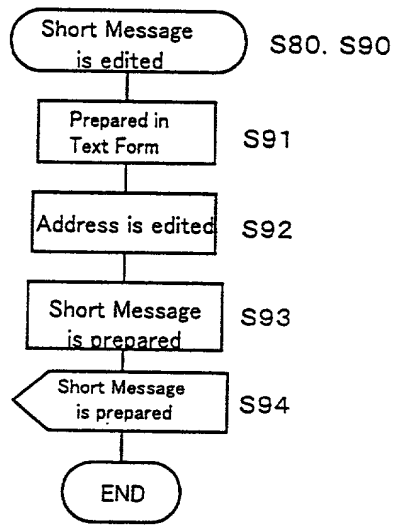 Short Message
is edited
S80. S90
Prepared in
Text Form
S91
Address is edited
S92
Short Message
is prepared
S93
Short Message
is prepared
S94
END